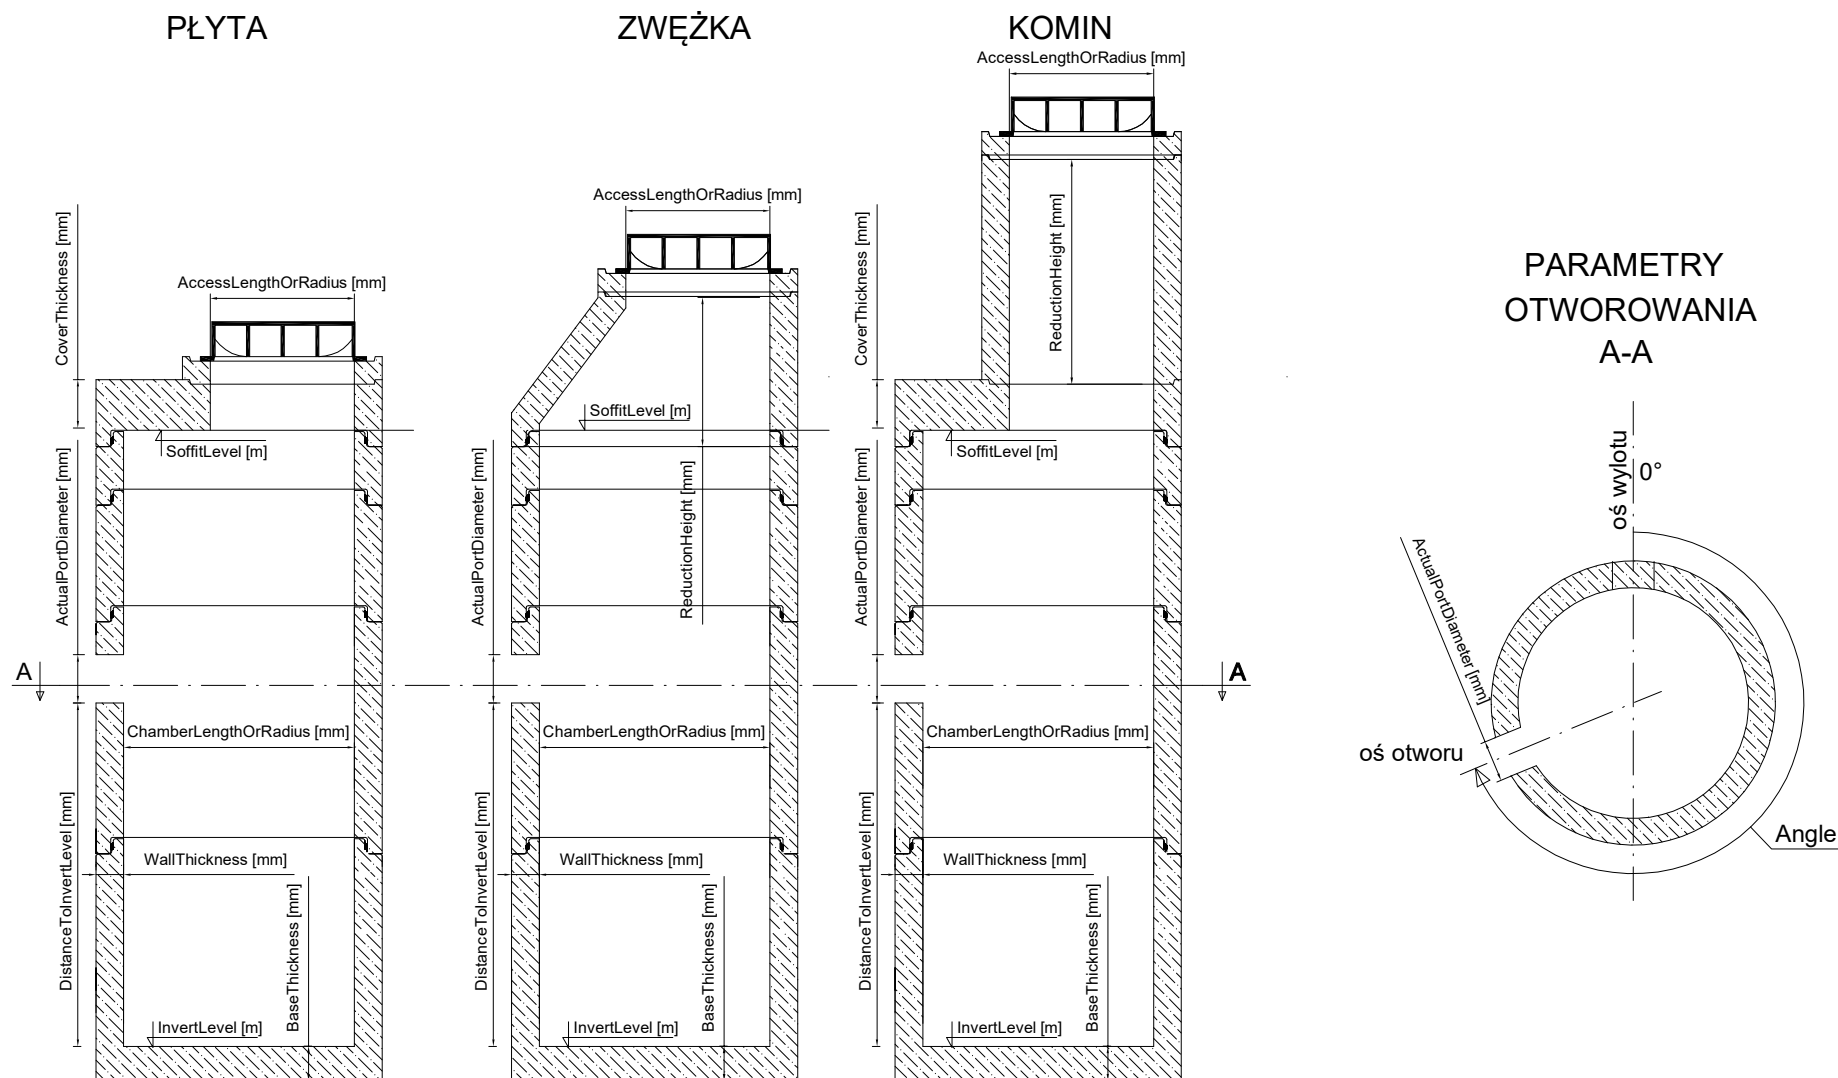 PŁYTA
ZWĘŻKA
KOMIN
AccessLengthOrRadius [mm]
CoverThickness [mm]
AccessLengthOrRadius [mm]
SoffitLevel [m]
ActualPortDiameter [mm]
A
ChamberLengthOrRadius [mm]
DistanceToInvertLevel [mm]
WallThickness [mm]
BaseThickness [mm]
InvertLevel [m]
AccessLengthOrRadius [mm]
SoffitLevel [m]
ActualPortDiameter [mm]
ReductionHeight [mm]
ChamberLengthOrRadius [mm]
DistanceToInvertLevel [mm]
WallThickness [mm]
BaseThickness [mm]
InvertLevel [m]
CoverThickness [mm]
ReductionHeight [mm]
SoffitLevel [m]
ActualPortDiameter [mm]
A
ChamberLengthOrRadius [mm]
DistanceToInvertLevel [mm]
WallThickness [mm]
BaseThickness [mm]
InvertLevel [m]
PARAMETRY
OTWOROWANIA
A-A
oś wylotu
0°
ActualPortDiameter [mm]
oś otworu
Angle